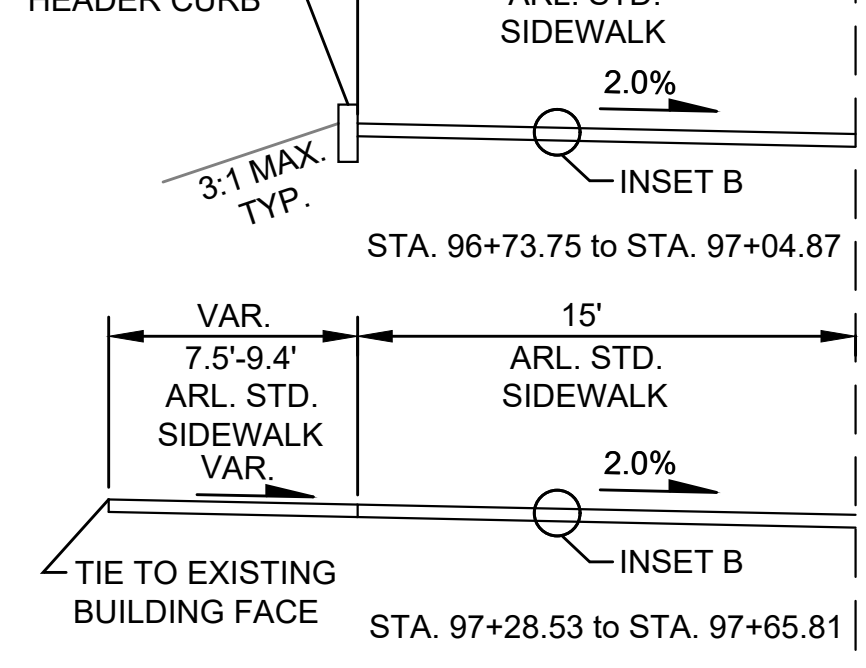 HEADER CURB
ARL. STD.
SIDEWALK
2.0%
3:1 MAX.
TYP.
INSET B
STA. 96+73.75 to STA. 97+04.87
VAR.
7.5'-9.4'
ARL. STD.
SIDEWALK
VAR.
15'
ARL. STD.
SIDEWALK
2.0%
TIE TO EXISTING
BUILDING FACE
INSET B
STA. 97+28.53 to STA. 97+65.81